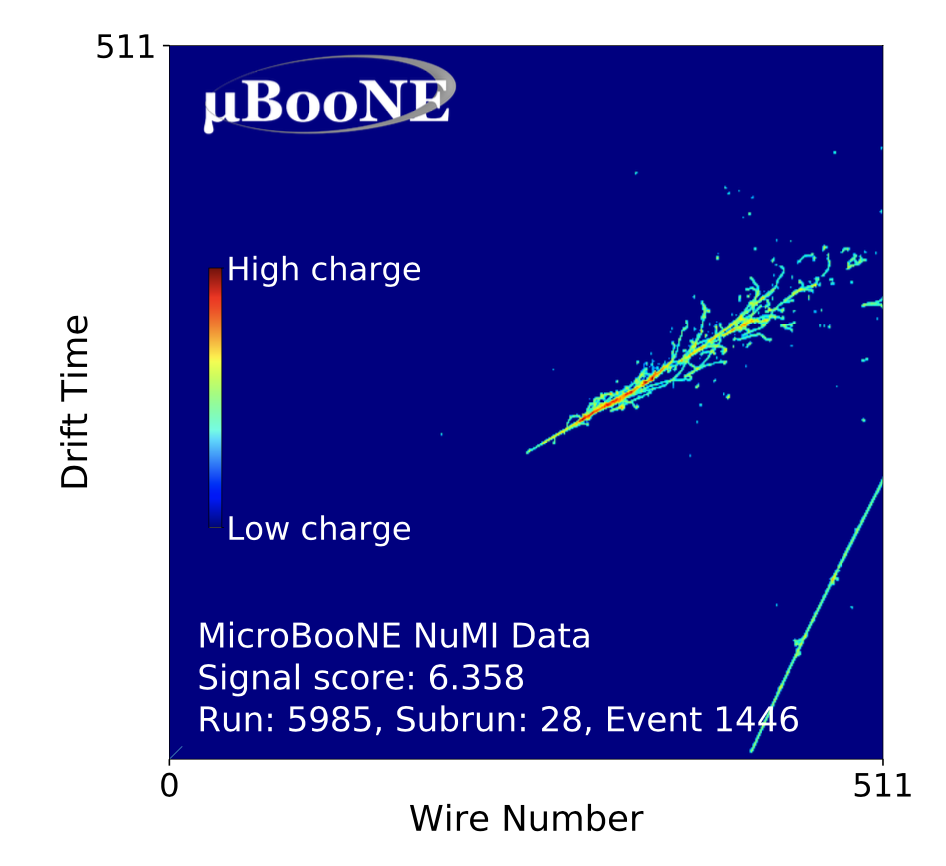 511
μBooNE
High charge
Drift Time
Low charge
MicroBooNE NuMI Data
Signal score: 6.358
Run: 5985, Subrun: 28, Event 1446
0
511
Wire Number